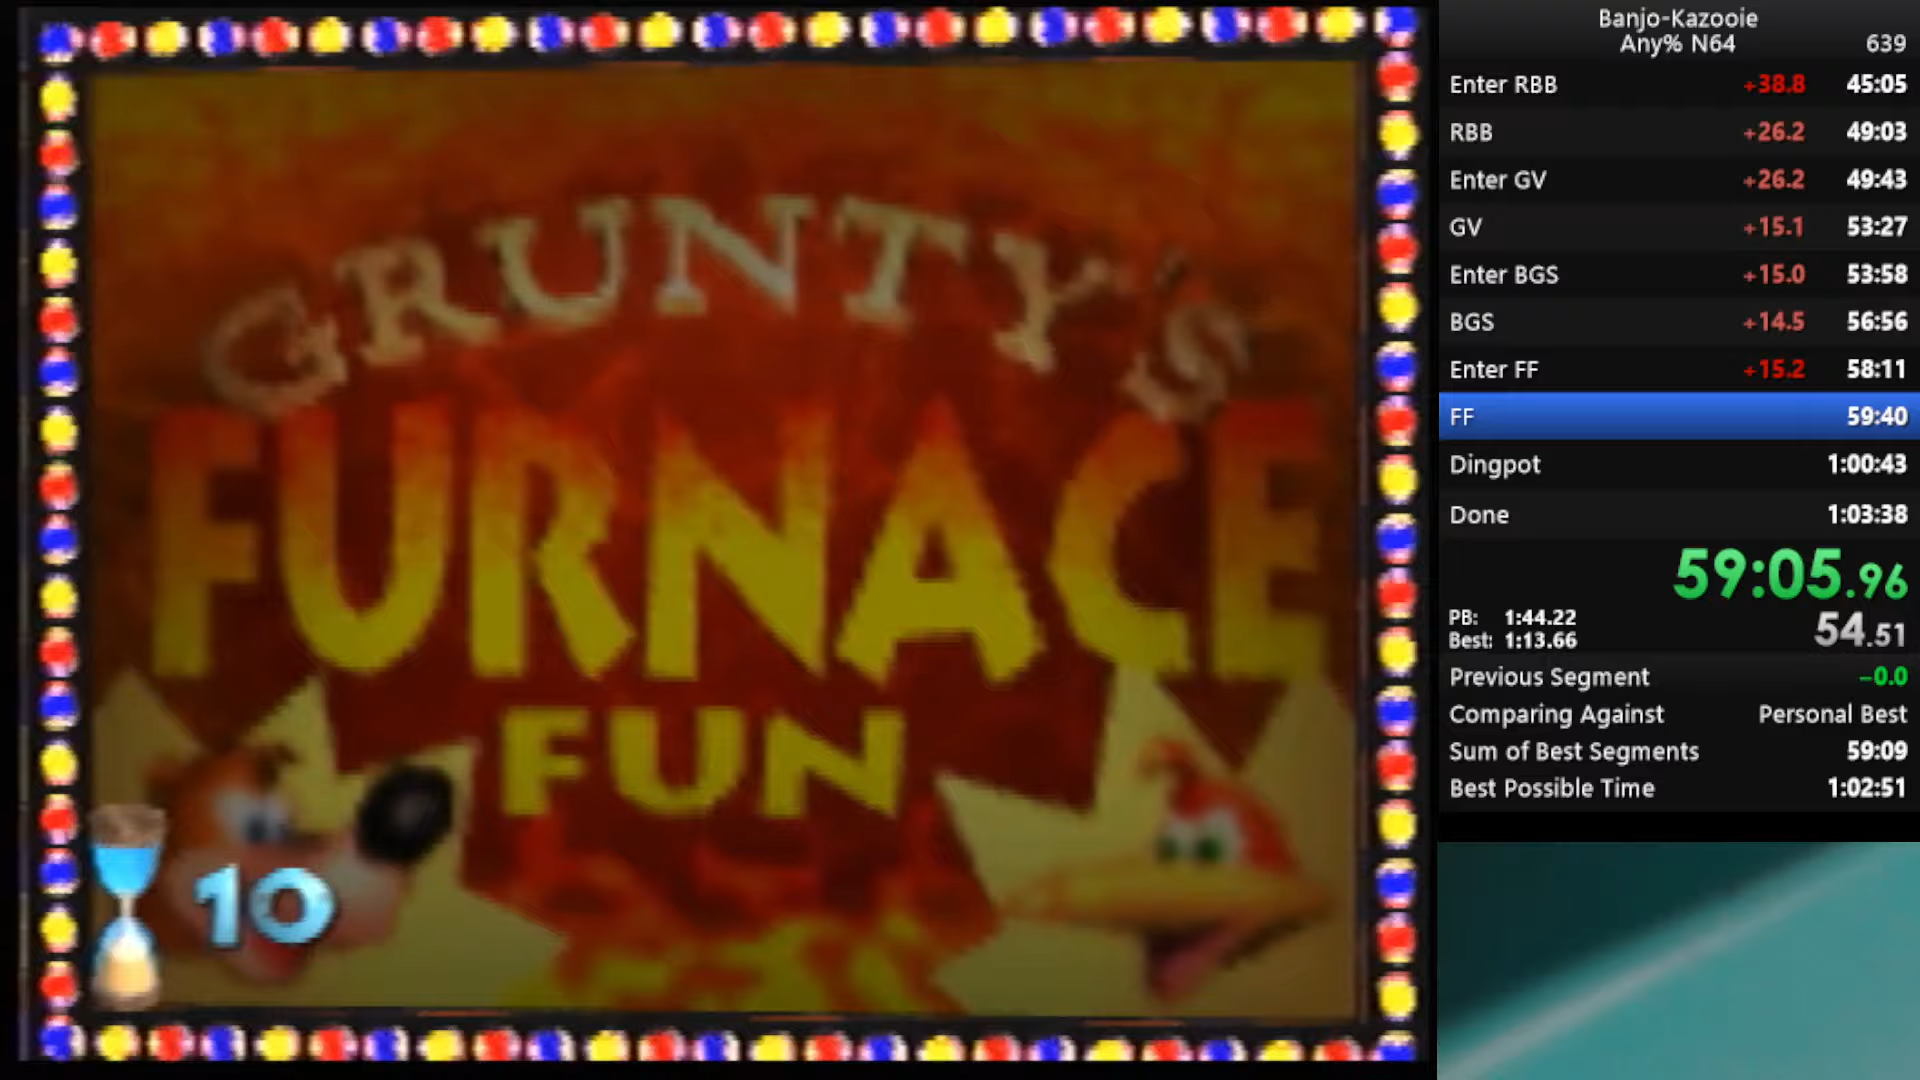 GRUNTY'S
FURNACE
FUN
10
Banjo-Kazooie
Any% N64 639
Enter RBB +38.8 45:05
RBB +26.2 49:03
Enter GV +26.2 49:43
GV +15.1 53:27
Enter BGS +15.0 53:58
BGS +14.5 56:56
Enter FF +15.2 58:11
FF 59:40
Dingpot 1:00:43
Done 1:03:38
59:05.96
PB: 1:44.22
Best: 1:13.66
54.51
Previous Segment -0.0
Comparing Against Personal Best
Sum of Best Segments 59:09
Best Possible Time 1:02:51